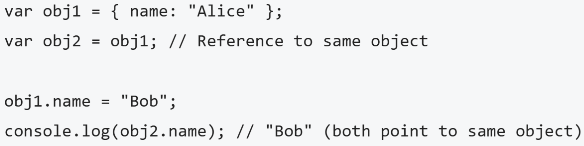 var obj1 = { name: "Alice" };
var obj2 = obj1; // Reference to same object
obj1.name = "Bob";
console.log(obj2.name); // "Bob" (both point to same object)